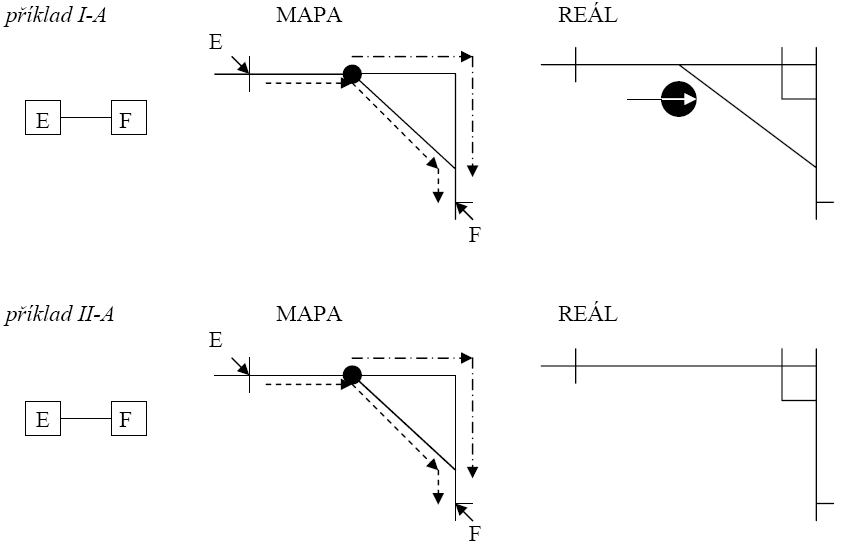 příklad I-A MAPA REÁL
E
E F
F
příklad II-A MAPA REÁL
E
E F
F